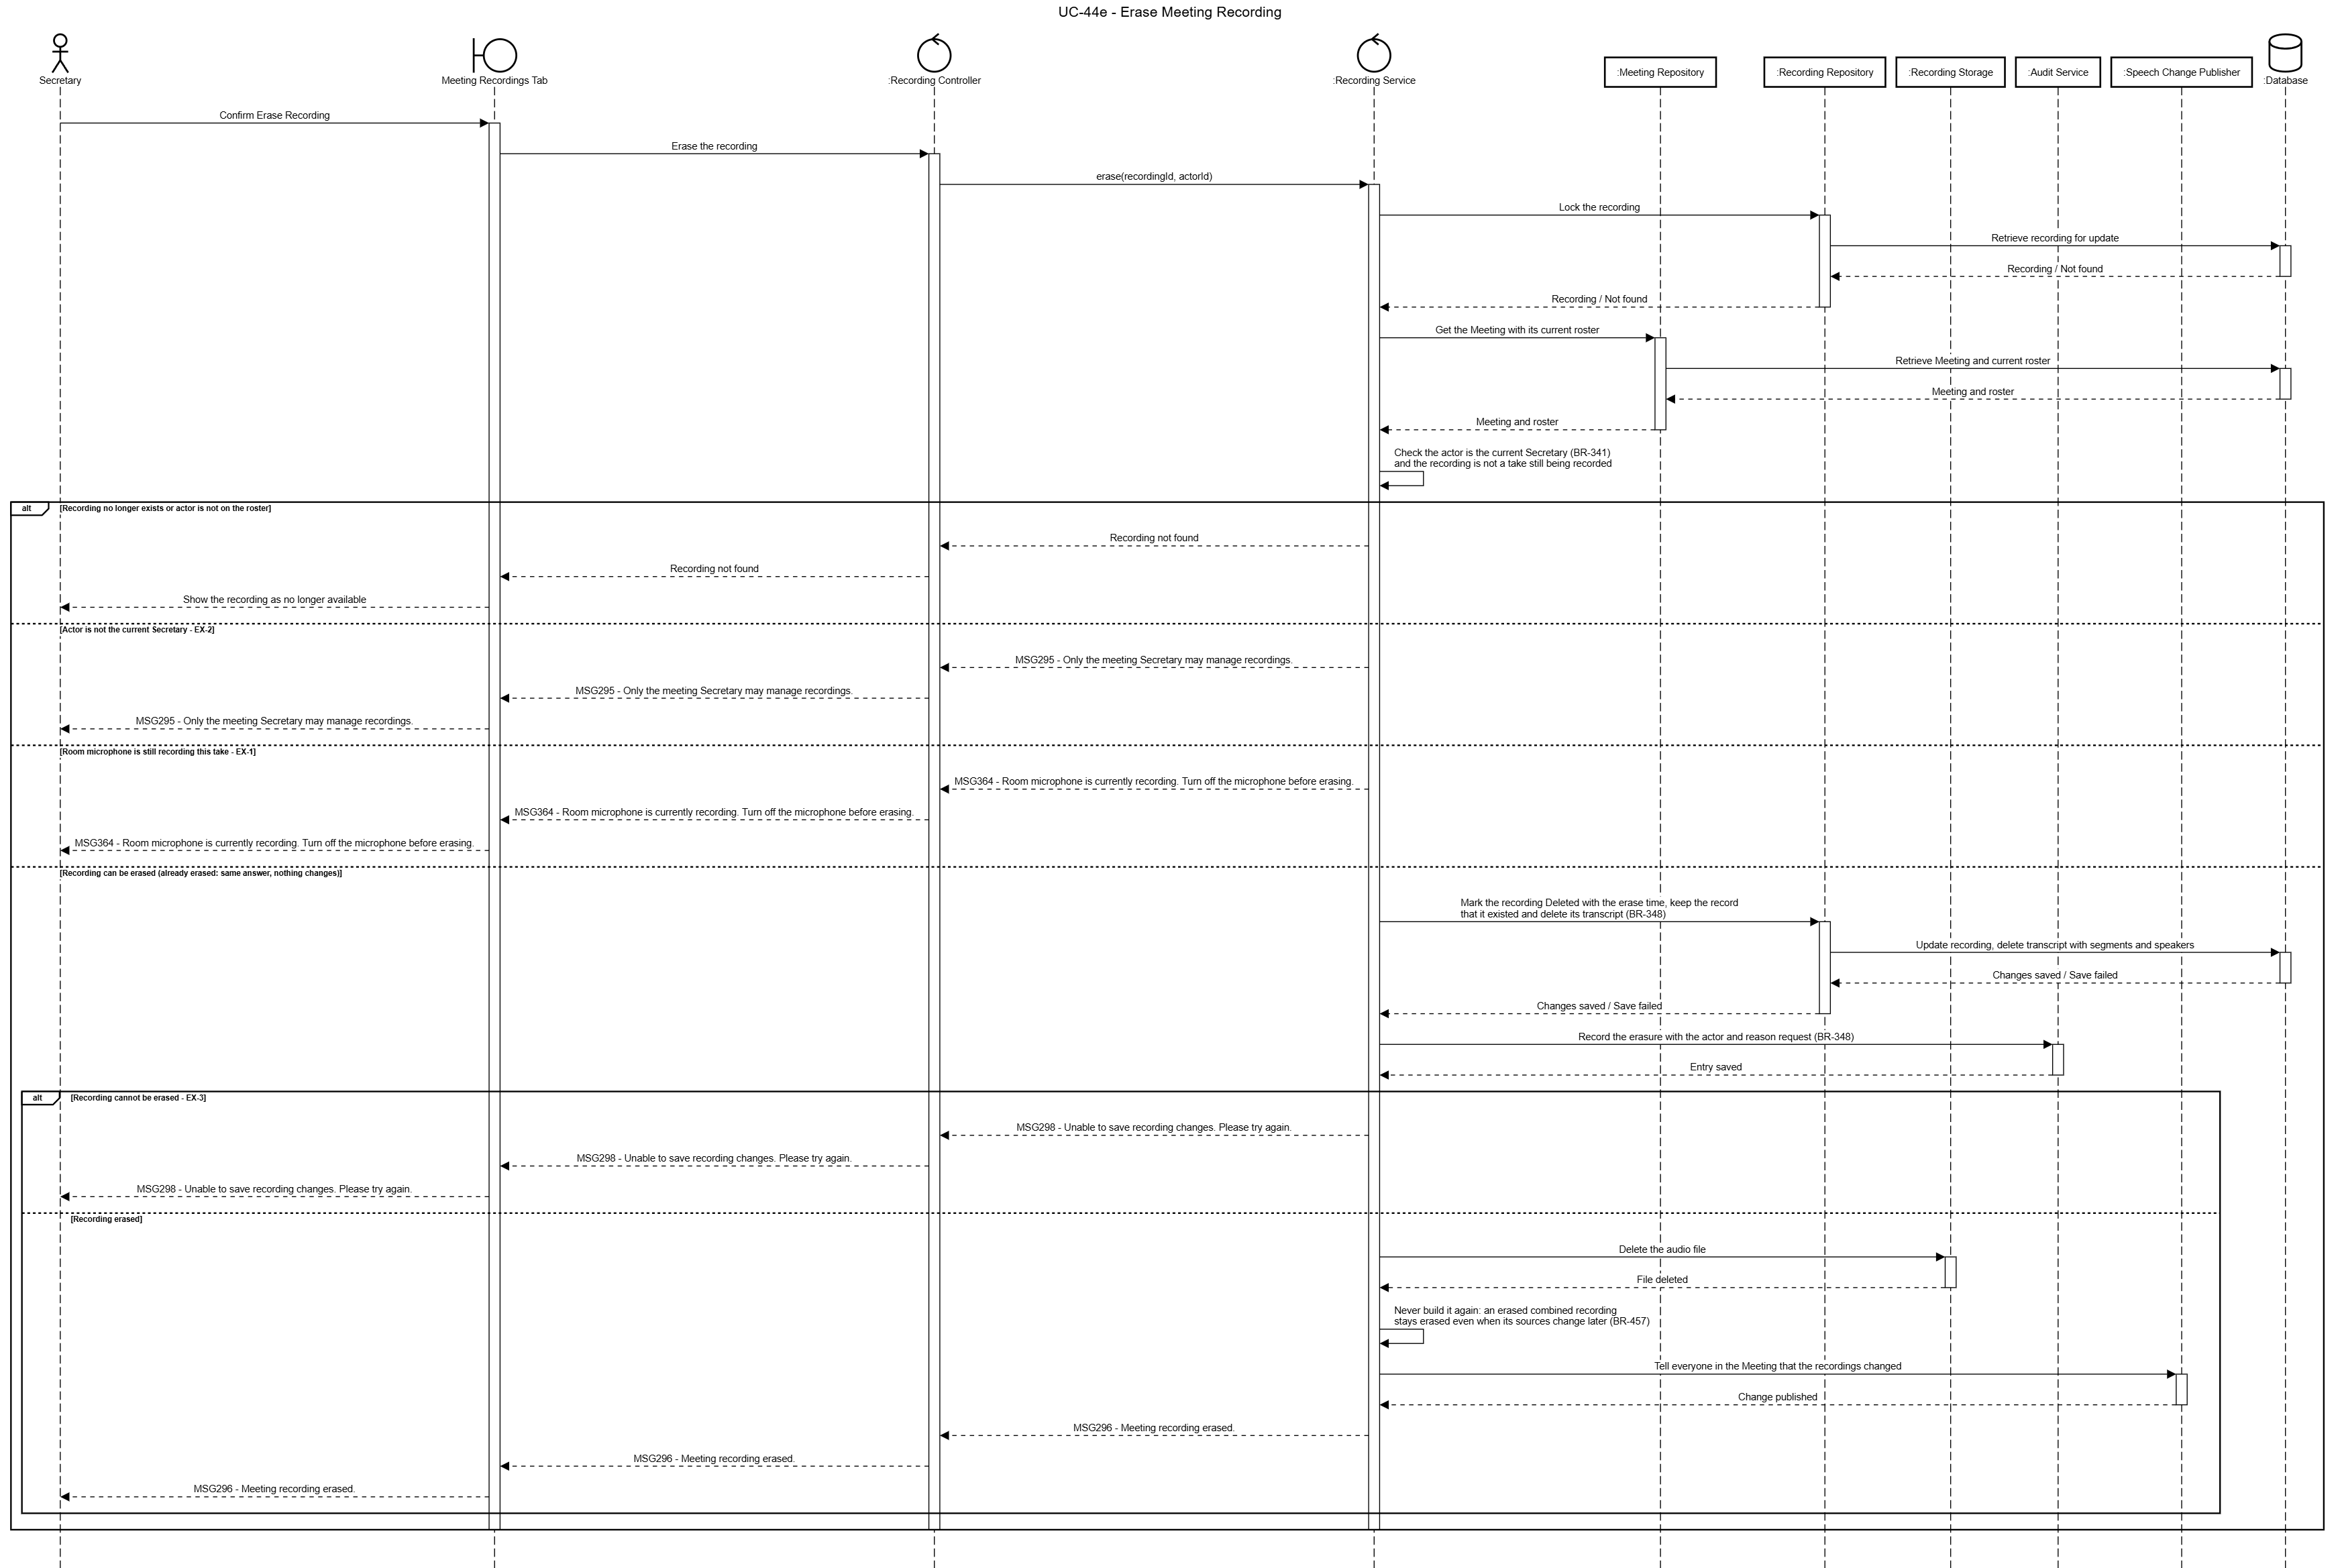 UC-44e - Erase Meeting Recording
Secretary
Meeting Recordings Tab
:Recording Controller
:Recording Service
:Meeting Repository
:Recording Repository
:Recording Storage
:Audit Service
:Speech Change Publisher
:Database
Confirm Erase Recording
Erase the recording
erase(recordingId, actorId)
Lock the recording
Retrieve recording for update
Recording / Not found
Recording / Not found
Get the Meeting with its current roster
Retrieve Meeting and current roster
Meeting and roster
Meeting and roster
Check the actor is the current Secretary (BR-341)
and the recording is not a take still being recorded
alt
[Recording no longer exists or actor is not on the roster]
Recording not found
Recording not found
Show the recording as no longer available
[Actor is not the current Secretary - EX-2]
MSG295 - Only the meeting Secretary may manage recordings.
MSG295 - Only the meeting Secretary may manage recordings.
MSG295 - Only the meeting Secretary may manage recordings.
[Room microphone is still recording this take - EX-1]
MSG364 - Room microphone is currently recording. Turn off the microphone before erasing.
MSG364 - Room microphone is currently recording. Turn off the microphone before erasing.
MSG364 - Room microphone is currently recording. Turn off the microphone before erasing.
[Recording can be erased (already erased: same answer, nothing changes)]
Mark the recording Deleted with the erase time, keep the record
that it existed and delete its transcript (BR-348)
Update recording, delete transcript with segments and speakers
Changes saved / Save failed
Changes saved / Save failed
Record the erasure with the actor and reason request (BR-348)
Entry saved
alt
[Recording cannot be erased - EX-3]
MSG298 - Unable to save recording changes. Please try again.
MSG298 - Unable to save recording changes. Please try again.
MSG298 - Unable to save recording changes. Please try again.
[Recording erased]
Delete the audio file
File deleted
Never build it again: an erased combined recording
stays erased even when its sources change later (BR-457)
Tell everyone in the Meeting that the recordings changed
Change published
MSG296 - Meeting recording erased.
MSG296 - Meeting recording erased.
MSG296 - Meeting recording erased.